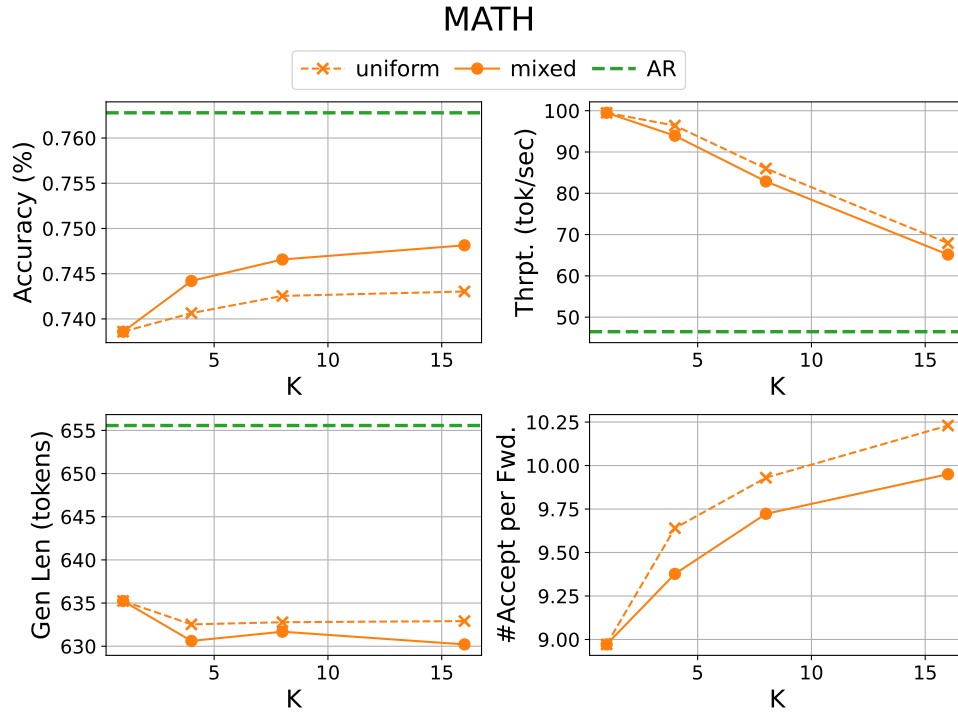 MATH
uniform mixed AR
Accuracy (%)
0.760
0.755
0.750
0.745
0.740
5 10 15
K
Thrpt. (tok/sec)
100
90
80
70
60
50
5 10 15
K
Gen Len (tokens)
655
650
645
640
635
630
5 10 15
K
#Accept per Fwd.
10.25
10.00
9.75
9.50
9.25
9.00
5 10 15
K